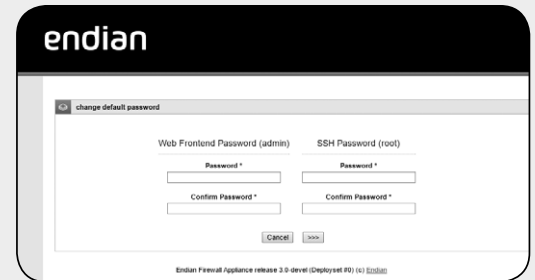 endian
change default password
Web Frontend Password (admin) SSH Password (root)
Password * Password *
Confirm Password * Confirm Password *
Cancel >>>
Endian Firewall Appliance release 3.0-devel (Deployset #0) (c) Endian